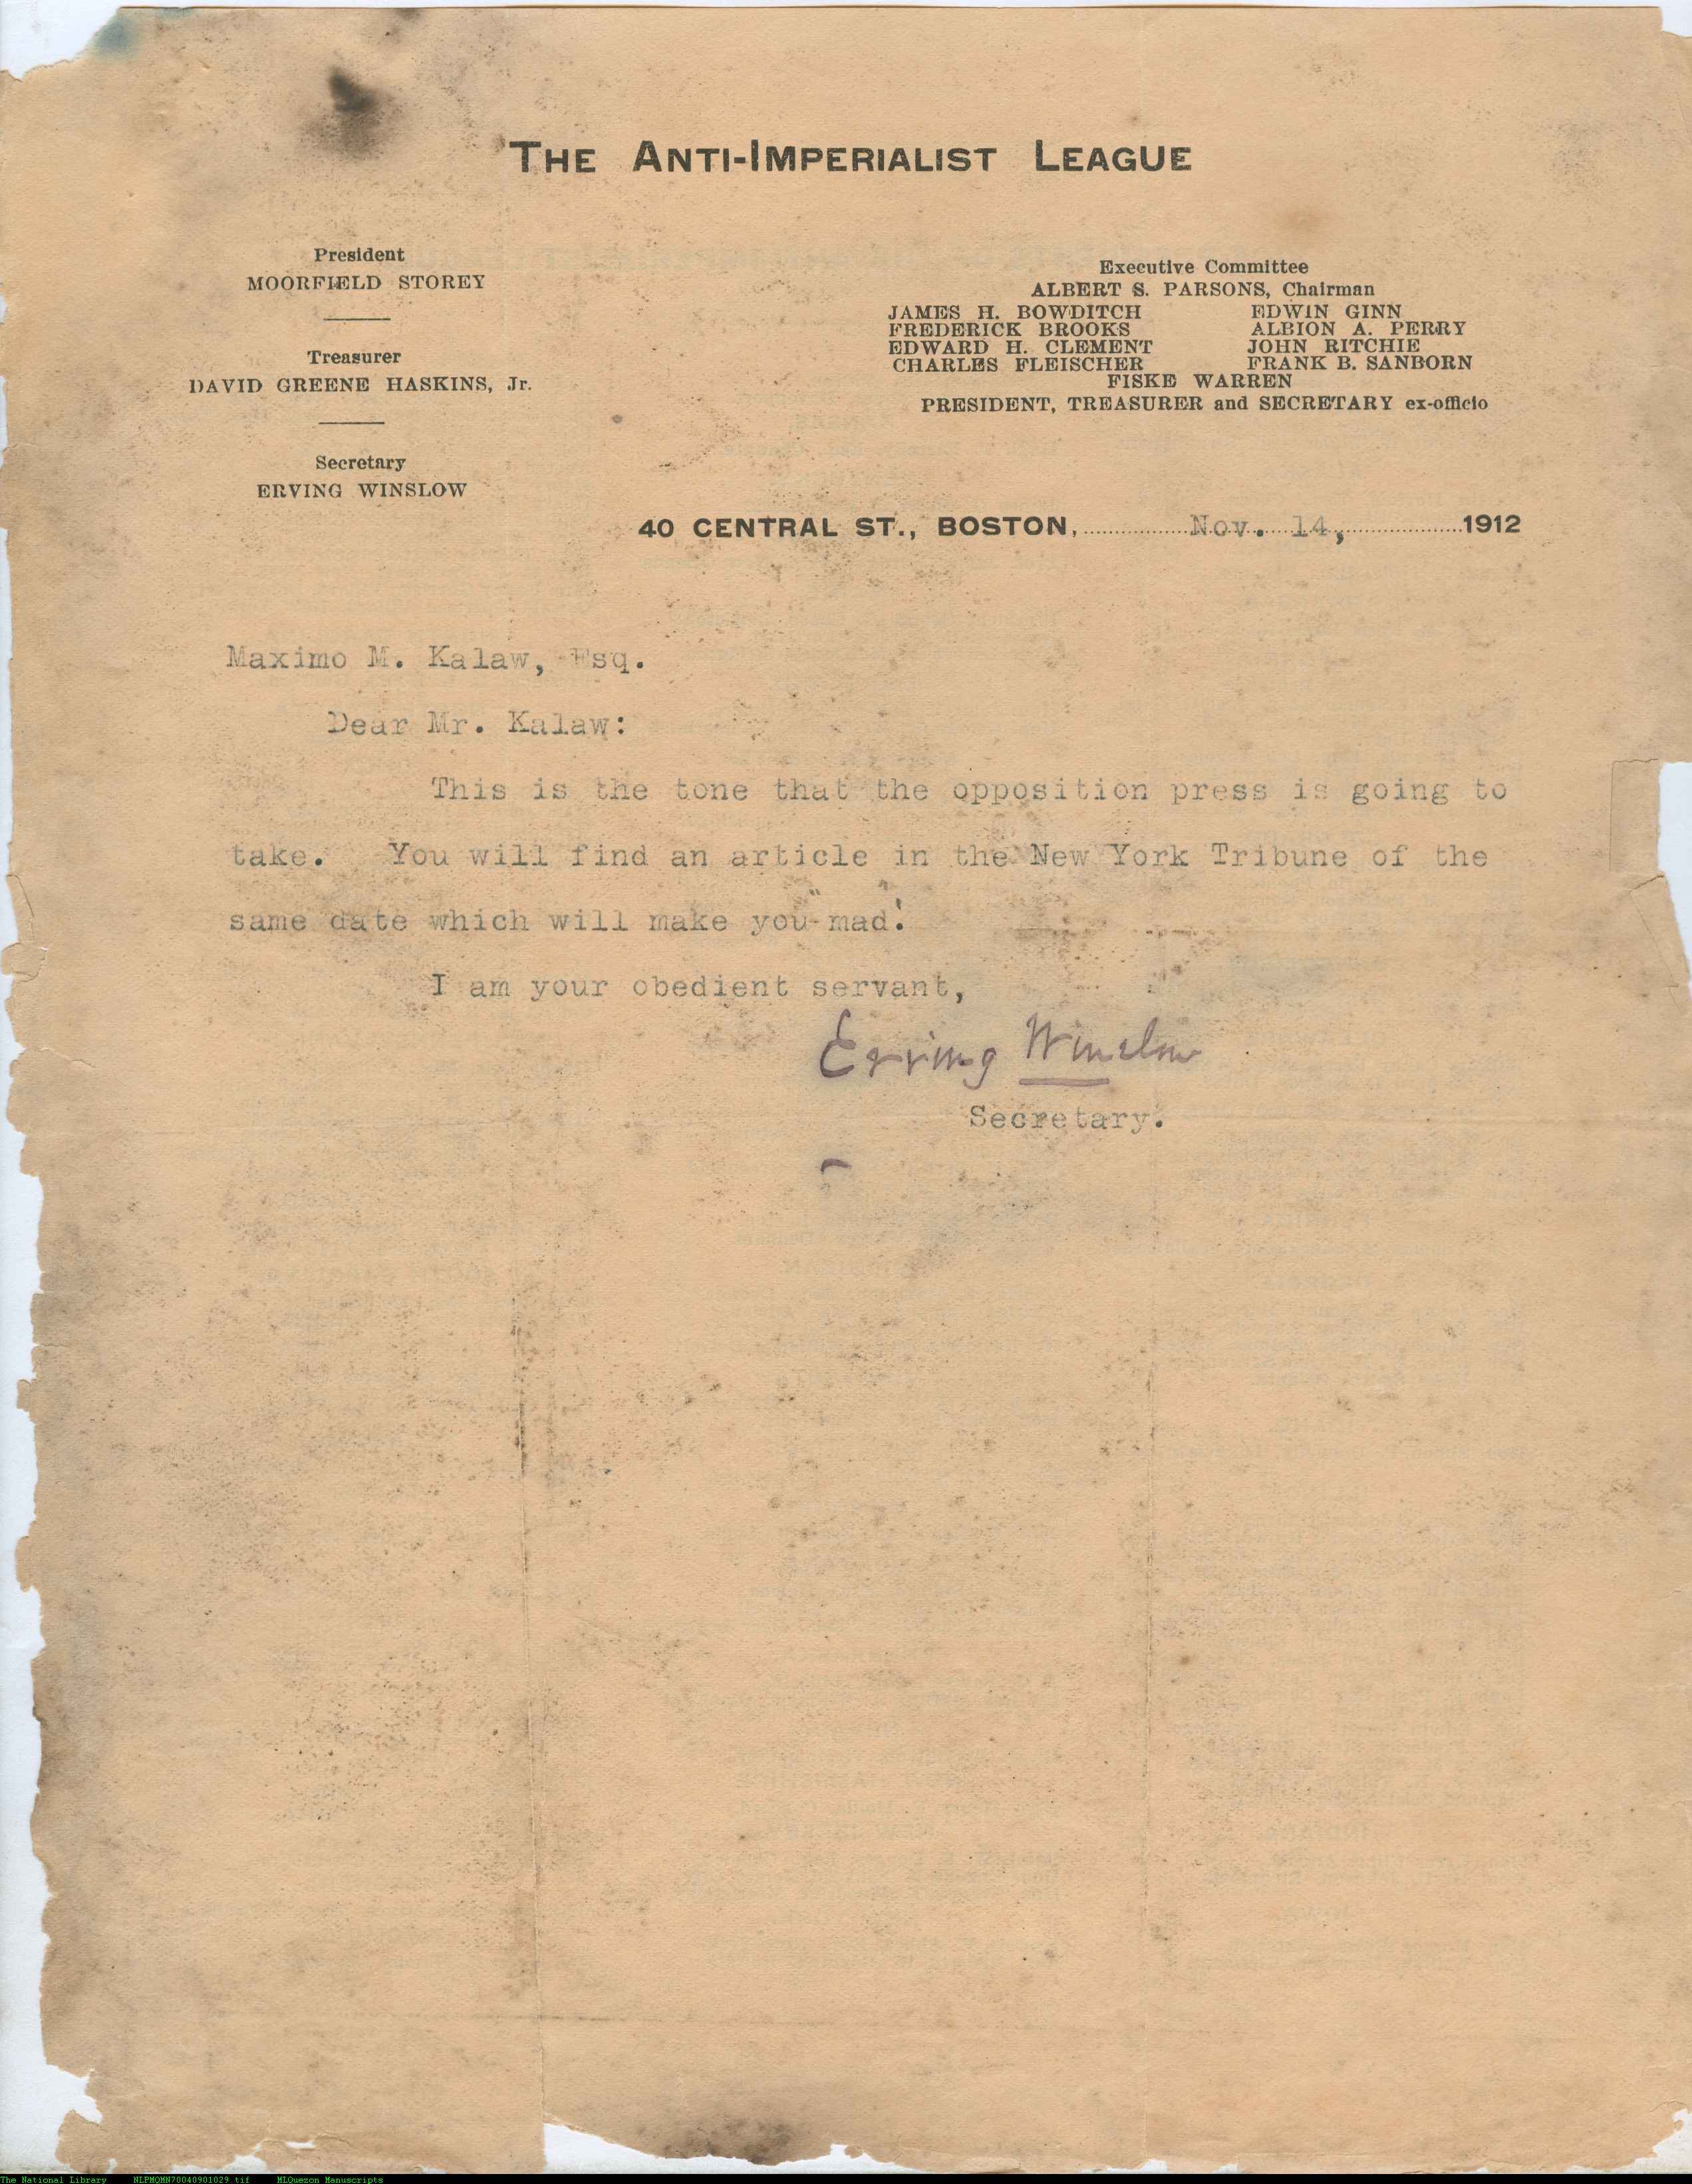 THE ANTI-IMPERIALIST LEAGUE
President
MOORFIELD STOREY
Treasurer
DAVID GREENE HASKINS, Jr.
Secretary
ERVING WINSLOW
Executive Committee
ALBERT S. PARSONS, Chairman
JAMES H. BOWDITCH EDWIN GINN
FREDERICK BROOKS ALBION A. PERRY
EDWARD H. CLEMENT JOHN RITCHIE
CHARLES FLEISCHER FRANK B. SANBORN
FISKE WARREN
PRESIDENT, TREASURER and SECRETARY ex-officio
40 CENTRAL ST., BOSTON, Nov. 14, 1912
Maximo M. Kalaw, Esq.
Dear Mr. Kalaw:
This is the tone that the opposition press is going to
take. You will find an article in the New York Tribune of the
same date which will make you "mad".
I am your obedient servant,
Erving Winslow
Secretary.
The National Library NLPMQMN70040901029.tif MLQuezon Manuscripts